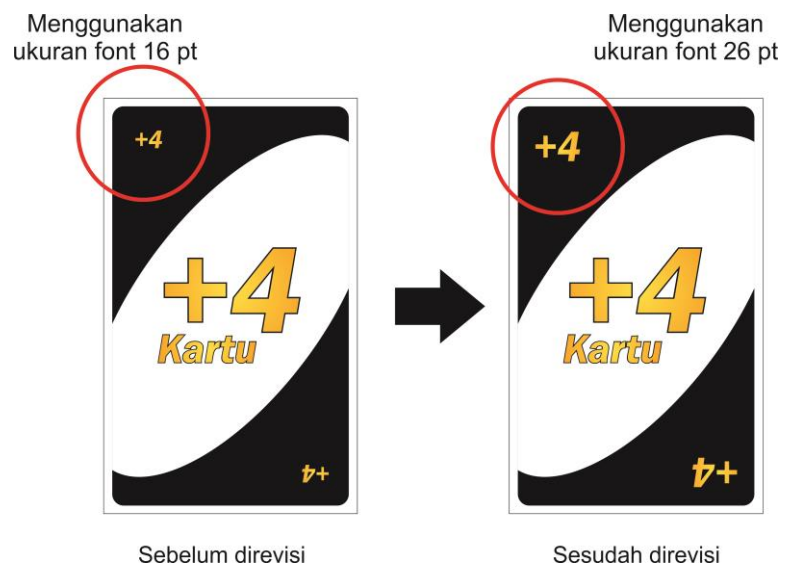 Menggunakan
ukuran font 16 pt
+4
+4
Kartu
+4
Sebelum direvisi
Menggunakan
ukuran font 26 pt
+4
+4
Kartu
+4
Sesudah direvisi